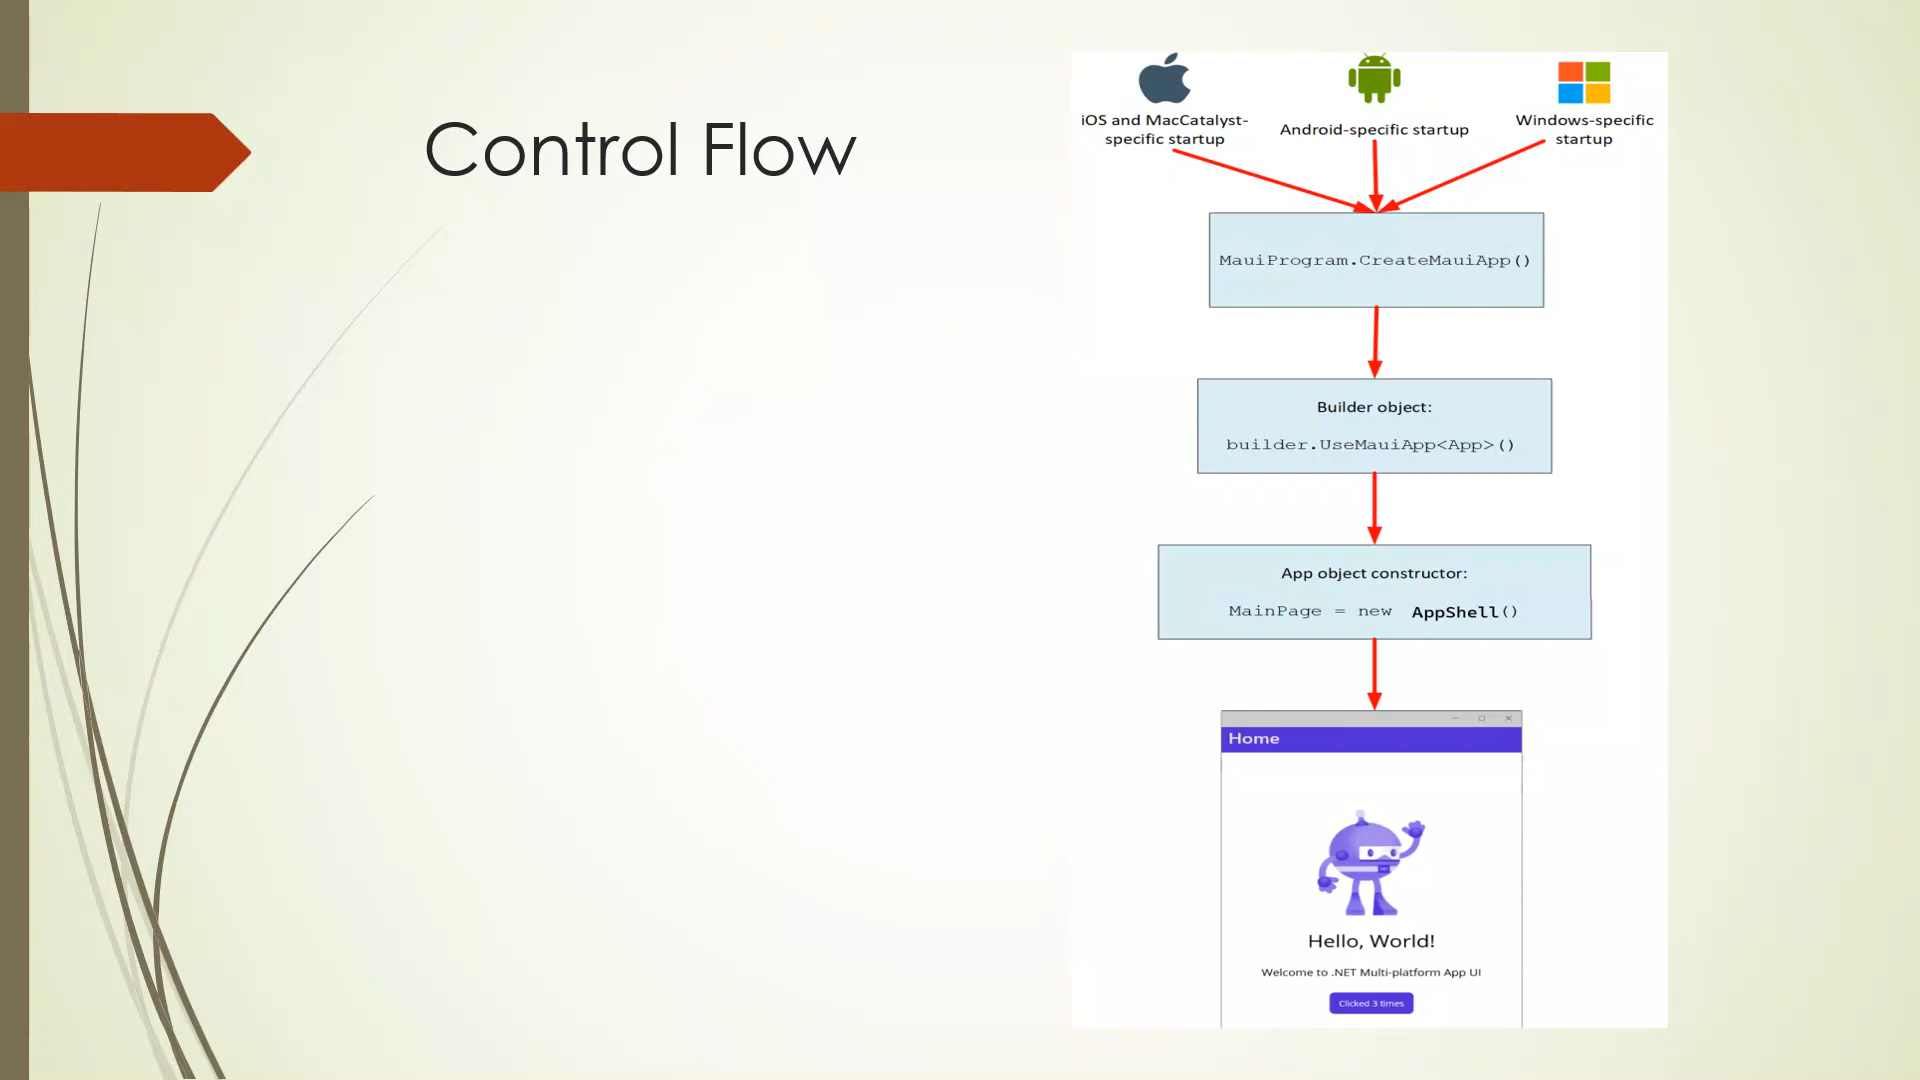 Control Flow
iOS and MacCatalyst-
specific startup
Android-specific startup
Windows-specific
startup
MauiProgram.CreateMauiApp()
Builder object:
builder.UseMauiApp<App>()
App object constructor:
MainPage = new AppShell()
Home
Hello, World!
Welcome to .NET Multi-platform App UI
Clicked 3 times